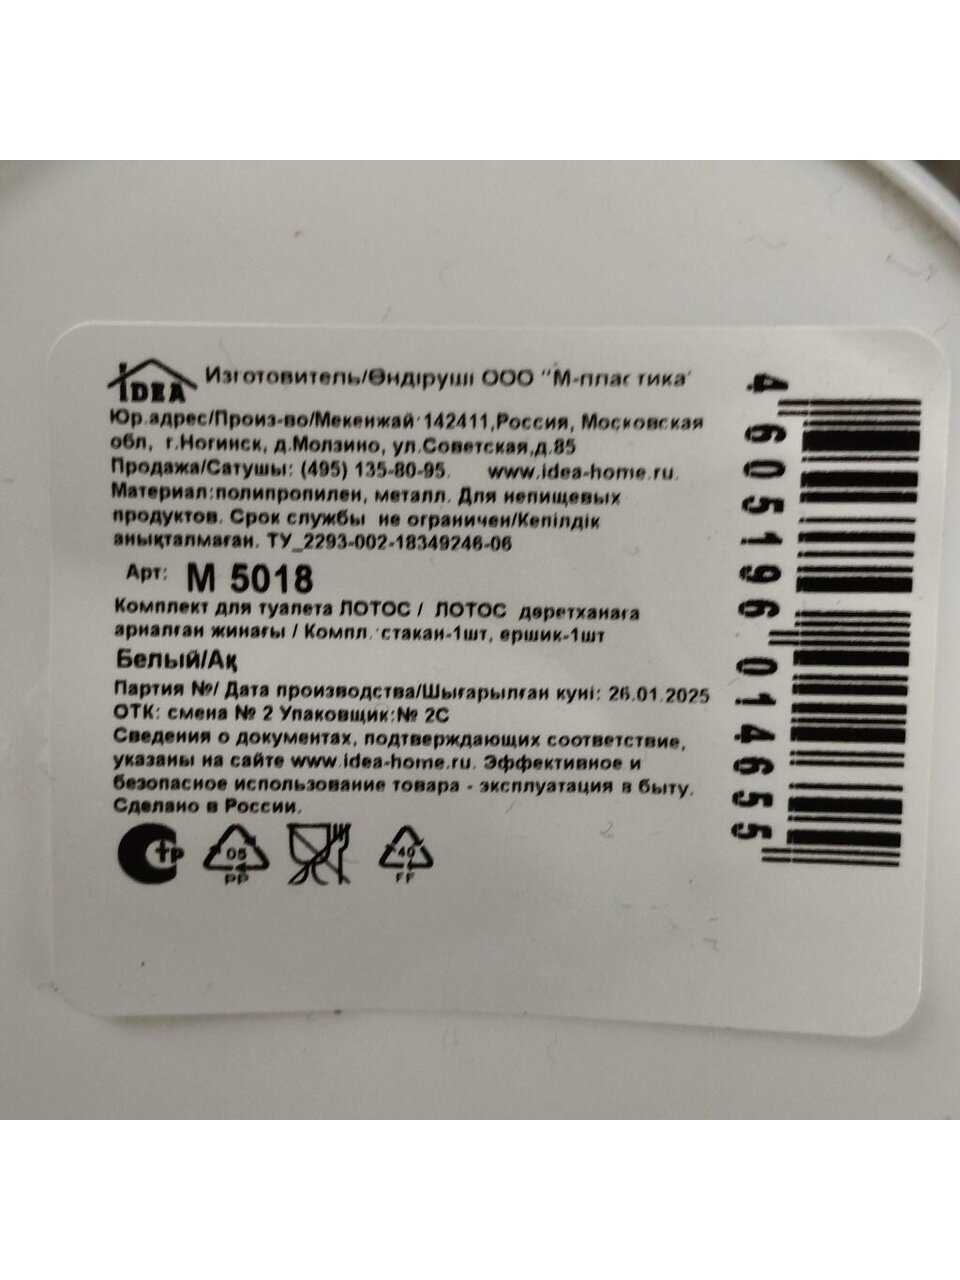 IDEA
Изготовитель/Өндіруші ООО "М-пластика"
Юр.адрес/Произ-во/Мекенжай 142411,Россия, Московская
обл, г.Ногинск, д.Молзино, ул.Советская,д.85
Продажа/Сатушы: (495) 135-80-95. www.idea-home.ru.
Материал:полипропилен, металл. Для непищевых
продуктов. Срок службы не ограничен/Кепілдік
анықталмаған. ТУ_2293-002-18349246-06
Арт: М 5018
Комплект для туалета ЛОТОС / ЛОТОС дәретханаға
арналған жинағы / Компл. стакан-1шт, ершик-1шт
Белый/Ақ
Партия №/ Дата производства/Шығарылған күні: 26.01.2025
ОТК: смена № 2 Упаковщик:№ 2С
Сведения о документах, подтверждающих соответствие,
указаны на сайте www.idea-home.ru. Эффективное и
безопасное использование товара - эксплуатация в быту.
Сделано в России.
05
PP
40
FF
4605196014655